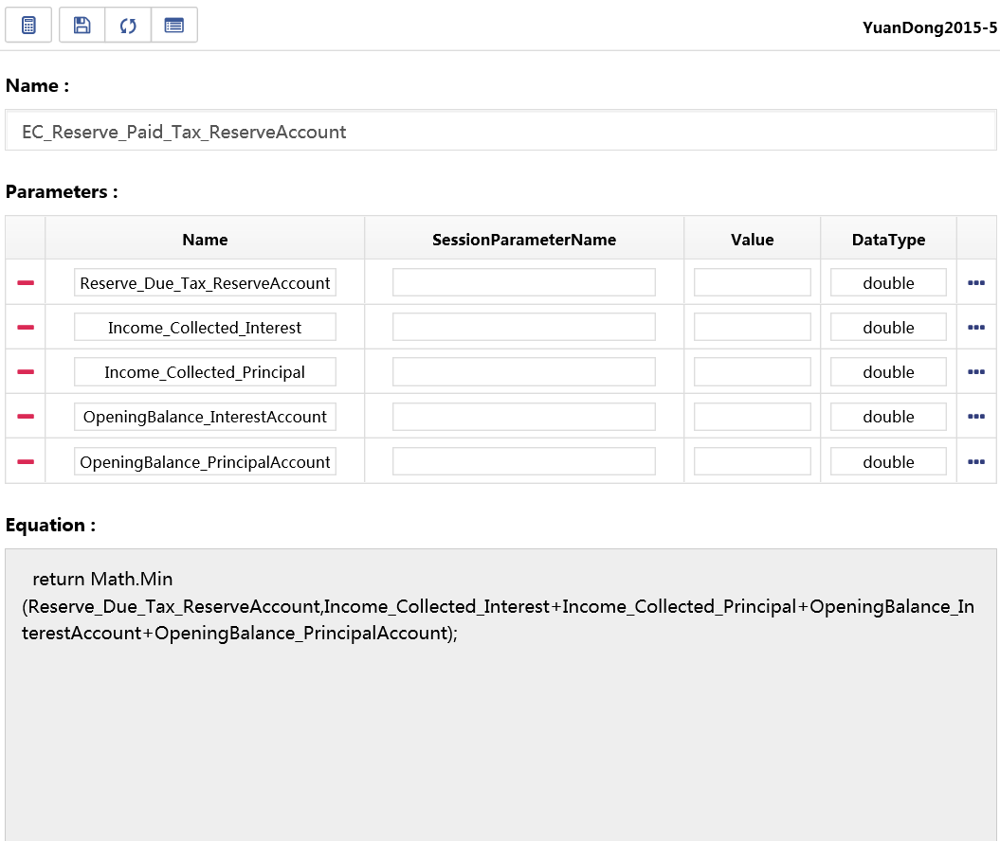 YuanDong2015-5
Name :
EC_Reserve_Paid_Tax_ReserveAccount
Parameters :
Name SessionParameterName Value DataType
Reserve_Due_Tax_ReserveAccount double
Income_Collected_Interest double
Income_Collected_Principal double
OpeningBalance_InterestAccount double
OpeningBalance_PrincipalAccount double
Equation :
return Math.Min
(Reserve_Due_Tax_ReserveAccount,Income_Collected_Interest+Income_Collected_Principal+OpeningBalance_In
terestAccount+OpeningBalance_PrincipalAccount);